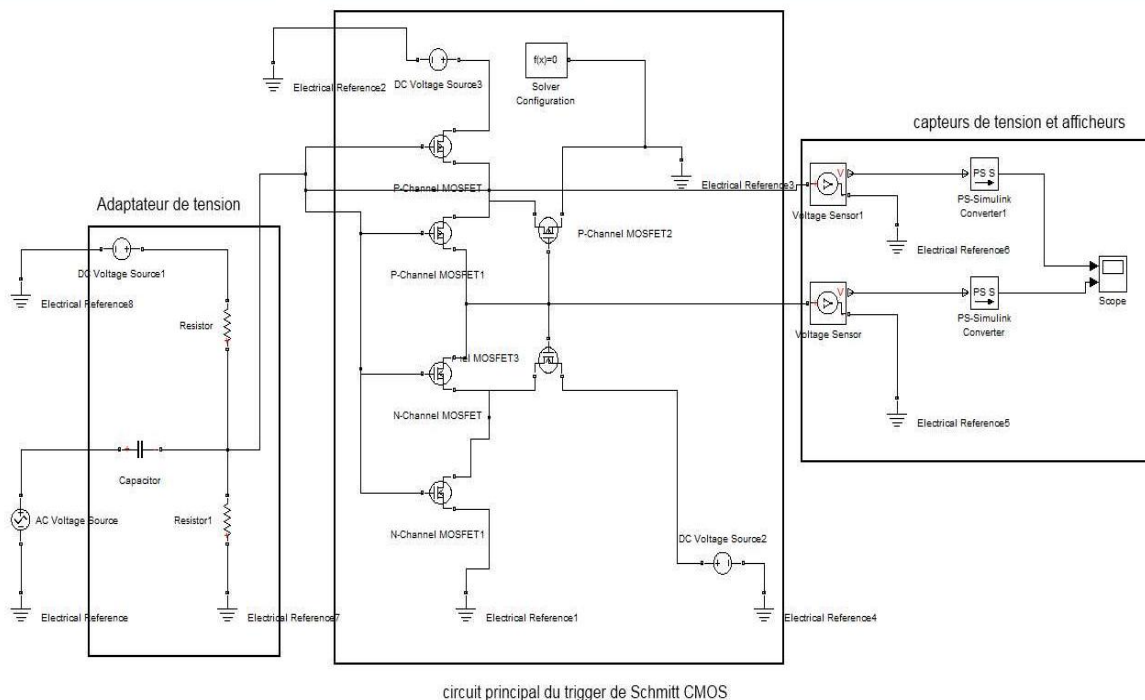 f(x)=0
Electrical Reference2
DC Voltage Source3
Solver
Configuration
capteurs de tension et afficheurs
V
PS S
P-Channel MOSFET
Electrical Reference3
Voltage Sensor1
PS-Simulink
Converter1
Adaptateur de tension
P-Channel MOSFET2
Electrical Reference6
DC Voltage Source1
P-Channel MOSFET1
Electrical Reference8
V
PS S
Scope
Resistor
Voltage Sensor
PS-Simulink
Converter
nel MOSFET3
N-Channel MOSFET
Electrical Reference5
Capacitor
AC Voltage Source
Resistor1
N-Channel MOSFET1
DC Voltage Source2
Electrical Reference
Electrical Reference7
Electrical Reference1
Electrical Reference4
circuit principal du trigger de Schmitt CMOS